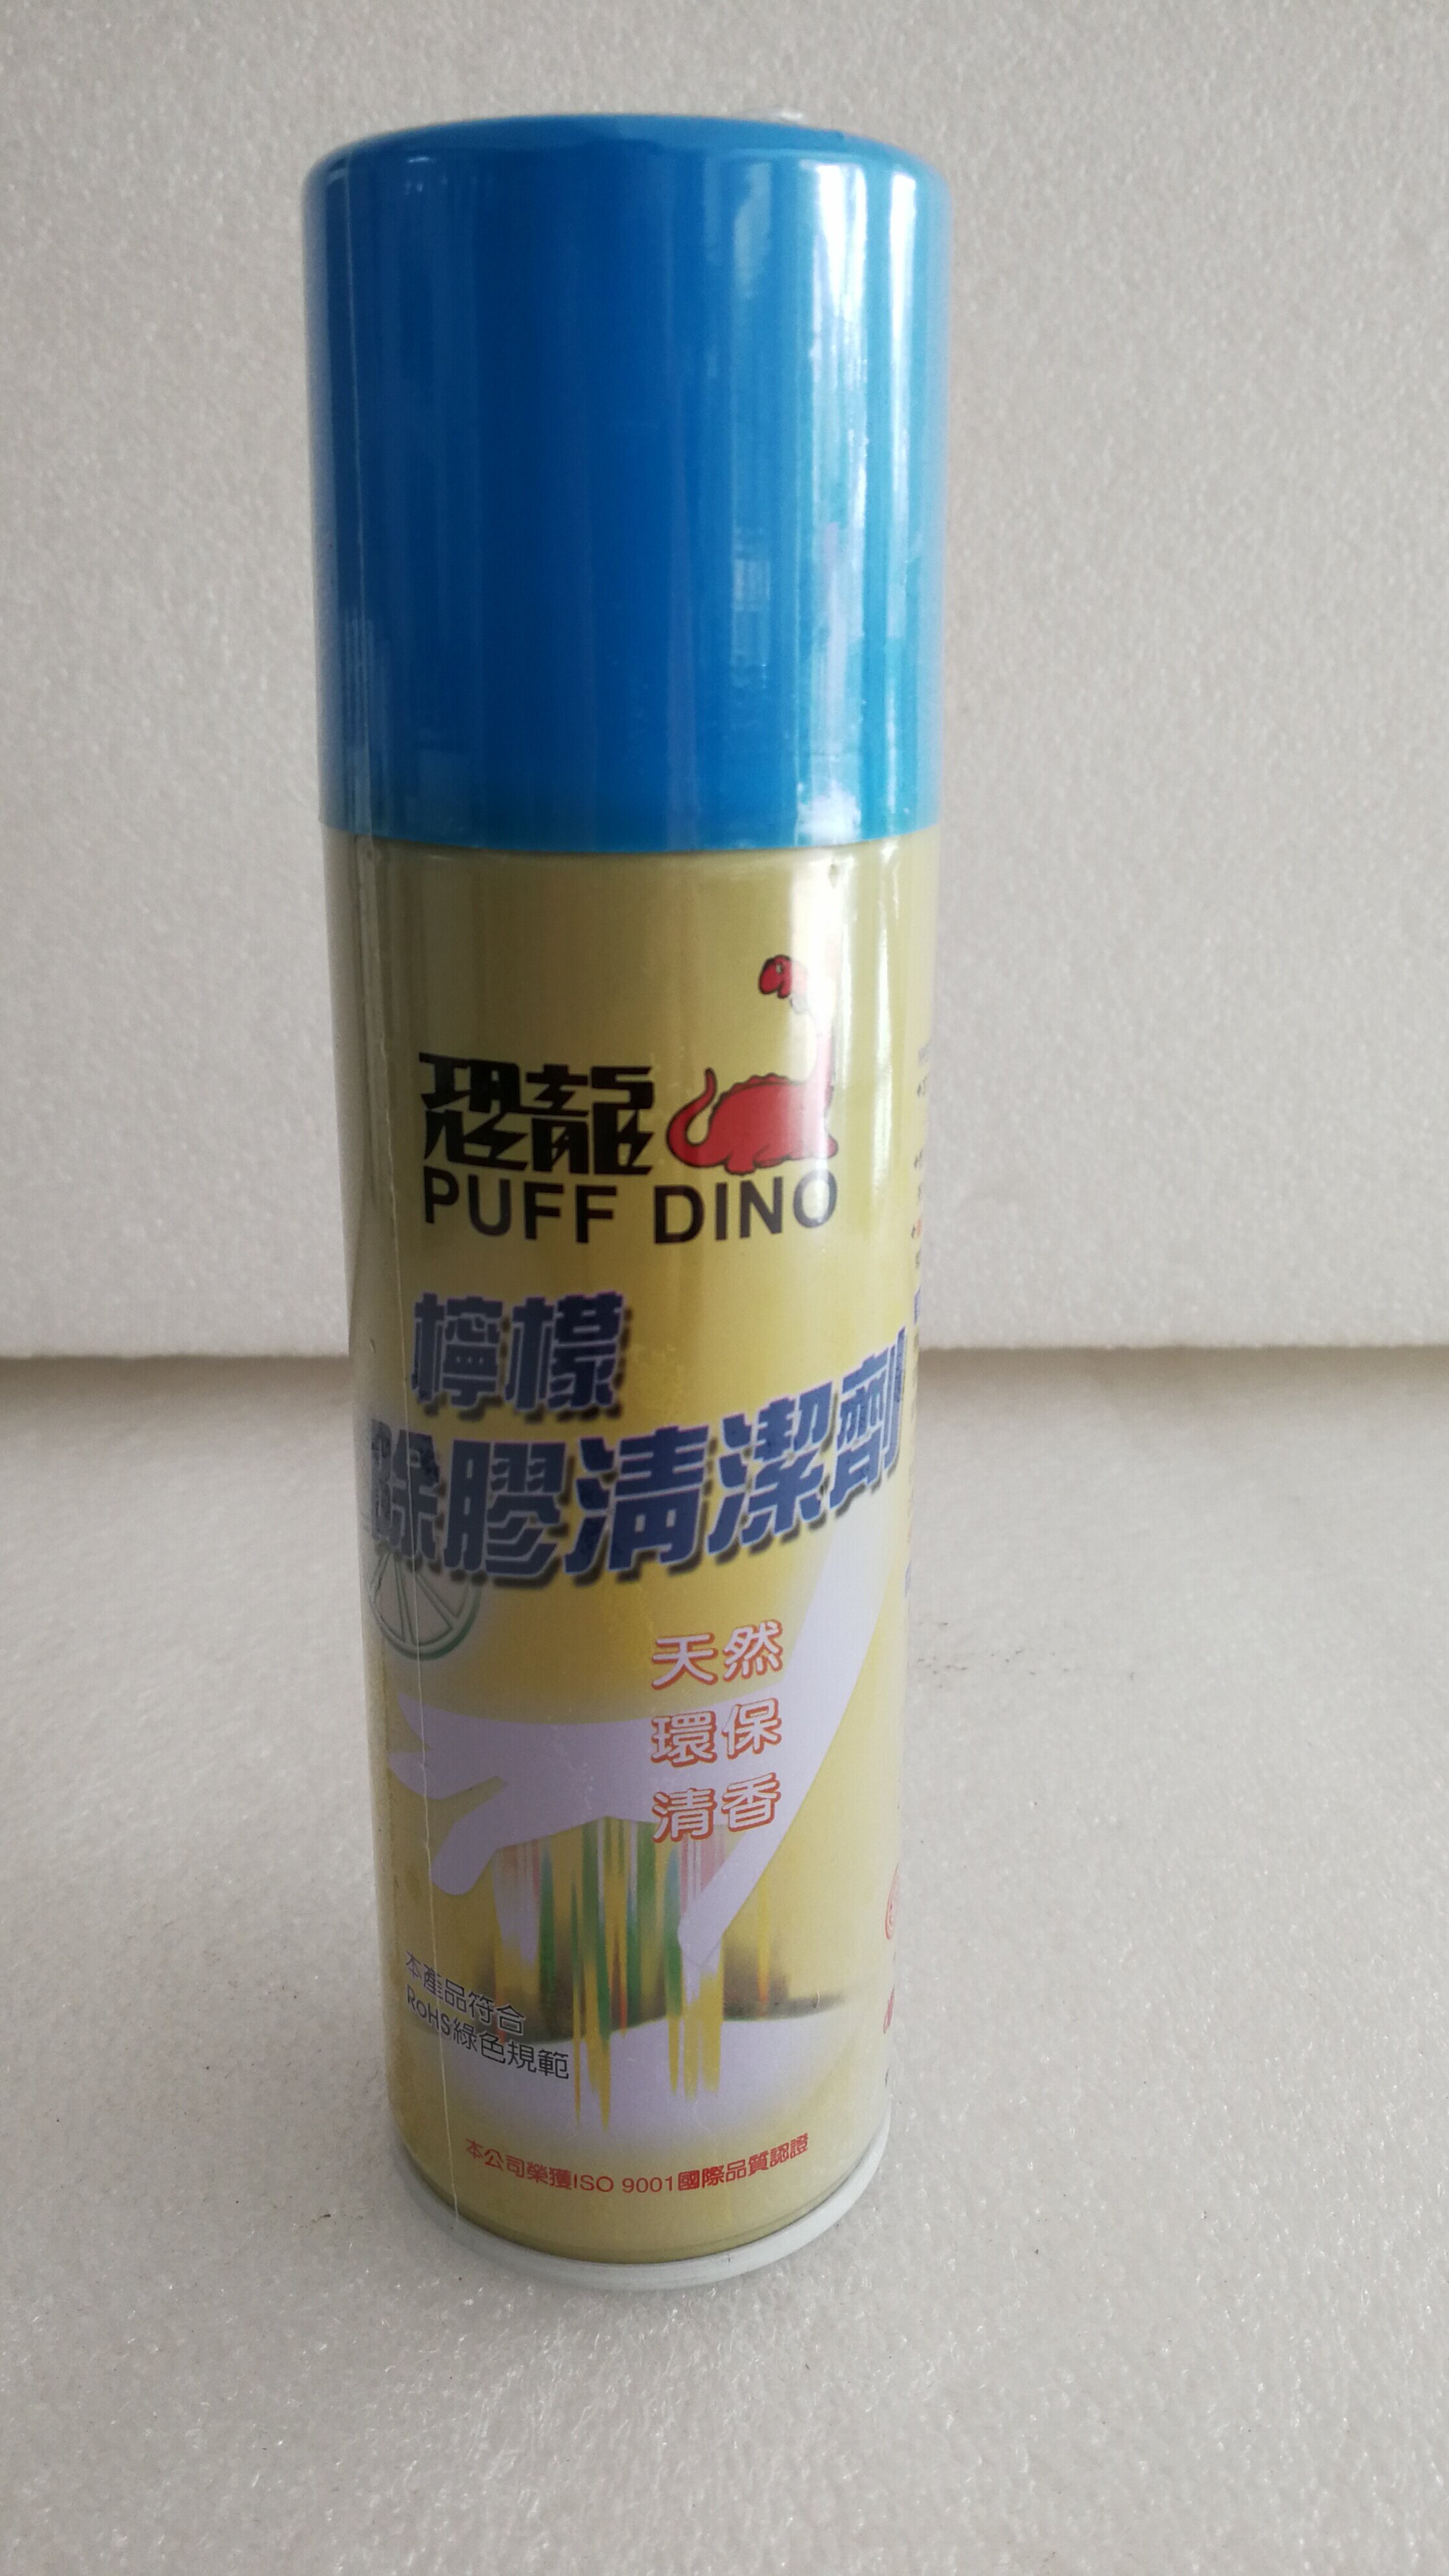 恐龍
PUFF DINO
檸檬
除膠清潔劑
天然
環保
清香
本產品符合
RoHS綠色規範
本公司榮獲ISO 9001國際品質認證